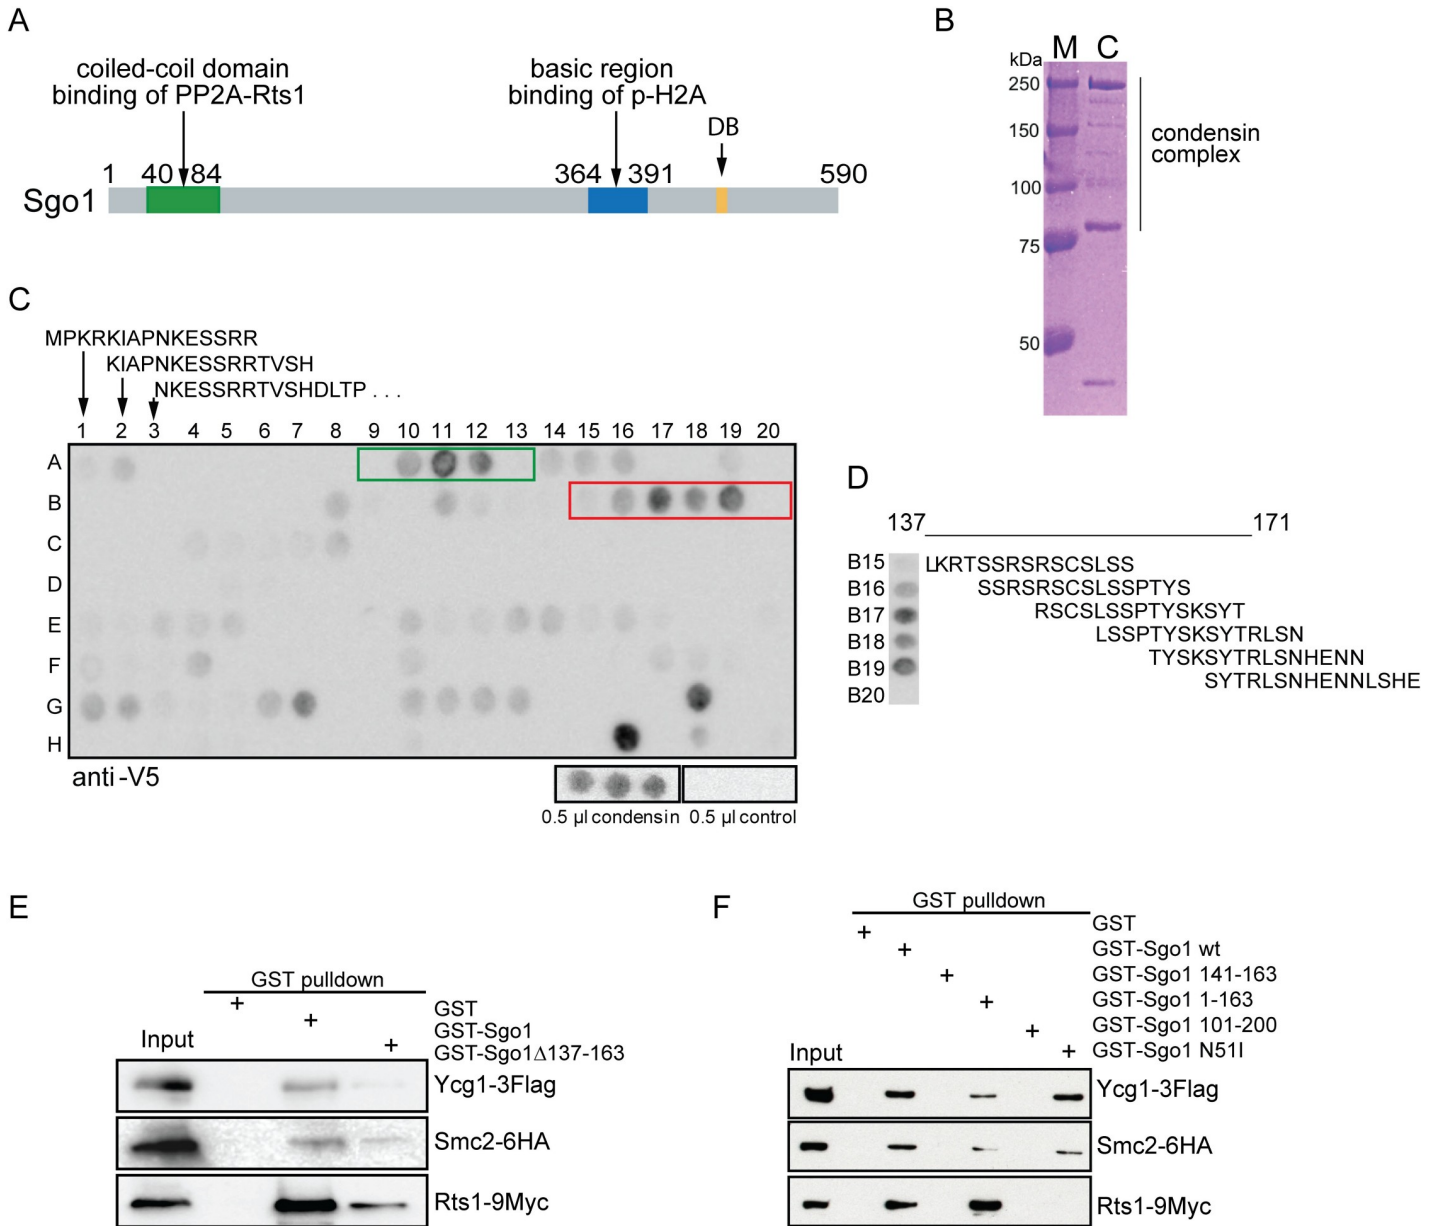 A
coiled-coil domain
binding of PP2A-Rts1
basic region
binding of p-H2A
DB
1 40 84 364 391 590
Sgo1
B
M C
kDa
250
150
100
75
50
condensin
complex
C
MPKRKIAPNKESSRR
KIAPNKESSRRTVSH
NKESSRRTVSHDLTP . . .
1 2 3 4 5 6 7 8 9 10 11 12 13 14 15 16 17 18 19 20
A
B
C
D
E
F
G
H
anti-V5
0.5 µl condensin 0.5 µl control
D
137 171
B15 LKRTSSRSRSCSLSS
B16 SSRSRSCSLSSPTYS
B17 RSCSLSSPTYSKSYT
B18 LSSPTYSKSYTRLSN
B19 TYSKSYTRLSNHENN
B20 SYTRLSNHENNLSHE
E
GST pulldown
+ GST
+ GST-Sgo1
+ GST-Sgo1Δ137-163
Input
Ycg1-3Flag
Smc2-6HA
Rts1-9Myc
F
GST pulldown
+ GST
+ GST-Sgo1 wt
+ GST-Sgo1 141-163
+ GST-Sgo1 1-163
+ GST-Sgo1 101-200
+ GST-Sgo1 N51I
Input
Ycg1-3Flag
Smc2-6HA
Rts1-9Myc